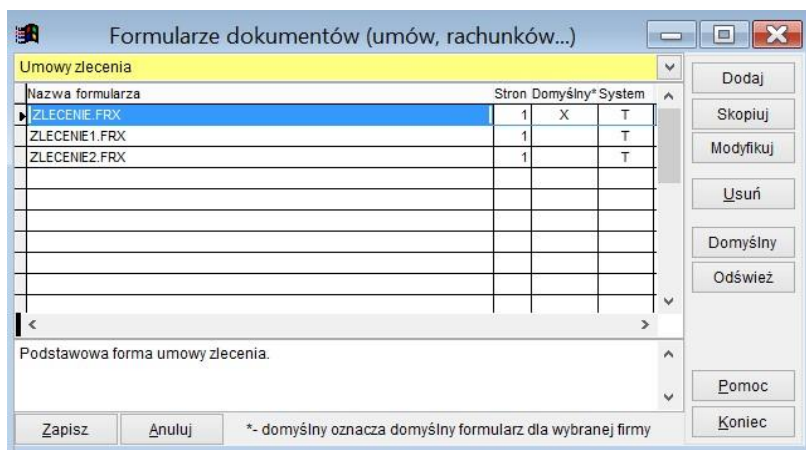 Formularze dokumentów (umów, rachunków...)
Umowy zlecenia
Nazwa formularza Stron Domyślny* System
ZLECENIE.FRX 1 X T
ZLECENIE1.FRX 1 T
ZLECENIE2.FRX 1 T
Podstawowa forma umowy zlecenia.
Zapisz Anuluj *- domyślny oznacza domyślny formularz dla wybranej firmy
Dodaj
Skopiuj
Modyfikuj
Usuń
Domyślny
Odśwież
Pomoc
Koniec